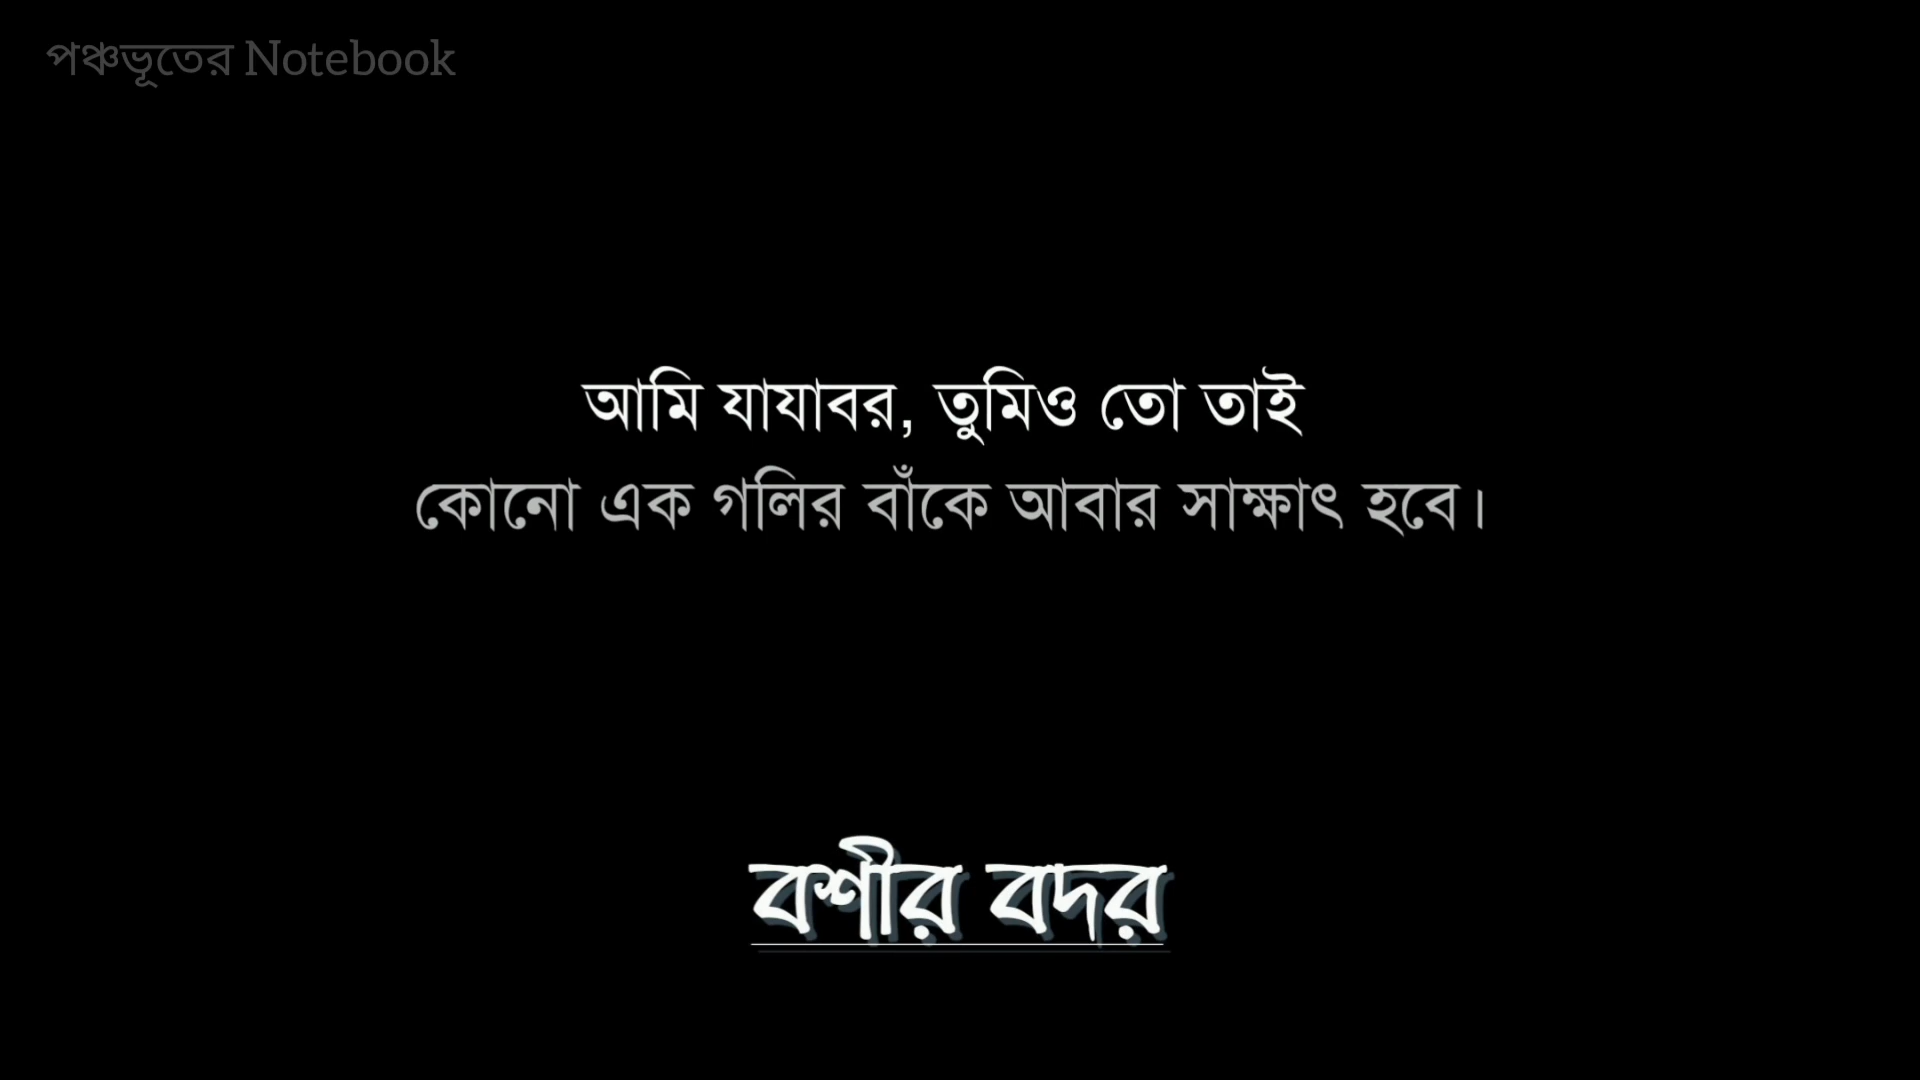 পঞ্চভূতের Notebook
আমি যাযাবর, তুমিও তো তাই
কোনো এক গলির বাঁকে আবার সাক্ষাৎ হবে।
বশীর বদর